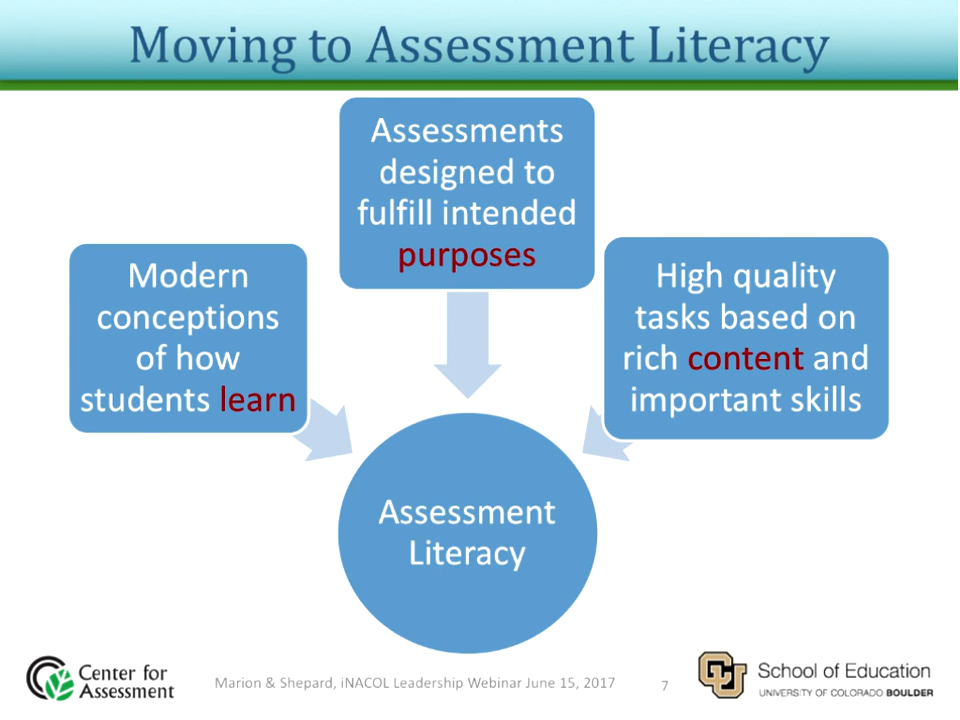 Moving to Assessment Literacy
Assessments
designed to
fulfill intended
purposes
Modern
conceptions
of how
students learn
High quality
tasks based on
rich content and
important skills
Assessment
Literacy
Center for
Assessment
Marion & Shepard, iNACOL Leadership Webinar June 15, 2017
7
CU
School of Education
UNIVERSITY OF COLORADO BOULDER